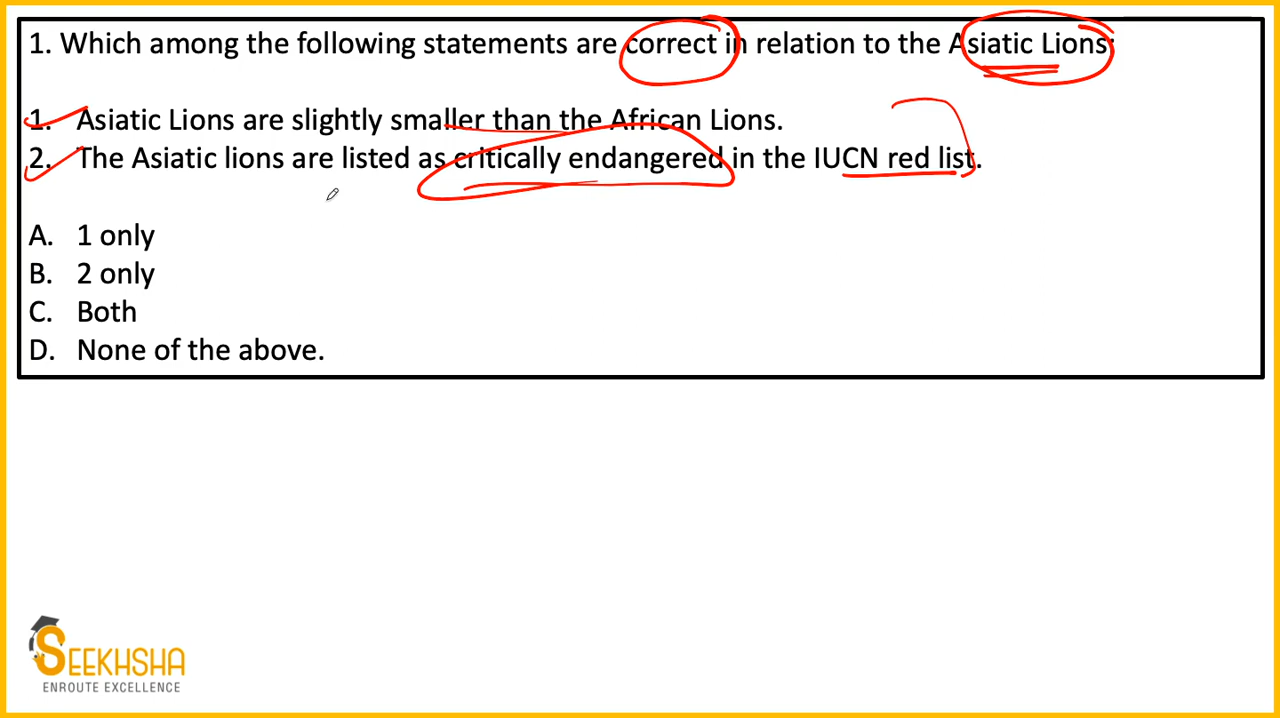 1. Which among the following statements are correct in relation to the Asiatic Lions:
1. Asiatic Lions are slightly smaller than the African Lions.
2. The Asiatic lions are listed as critically endangered in the IUCN red list.
A. 1 only
B. 2 only
C. Both
D. None of the above.
SEEKHSHA
ENROUTE EXCELLENCE